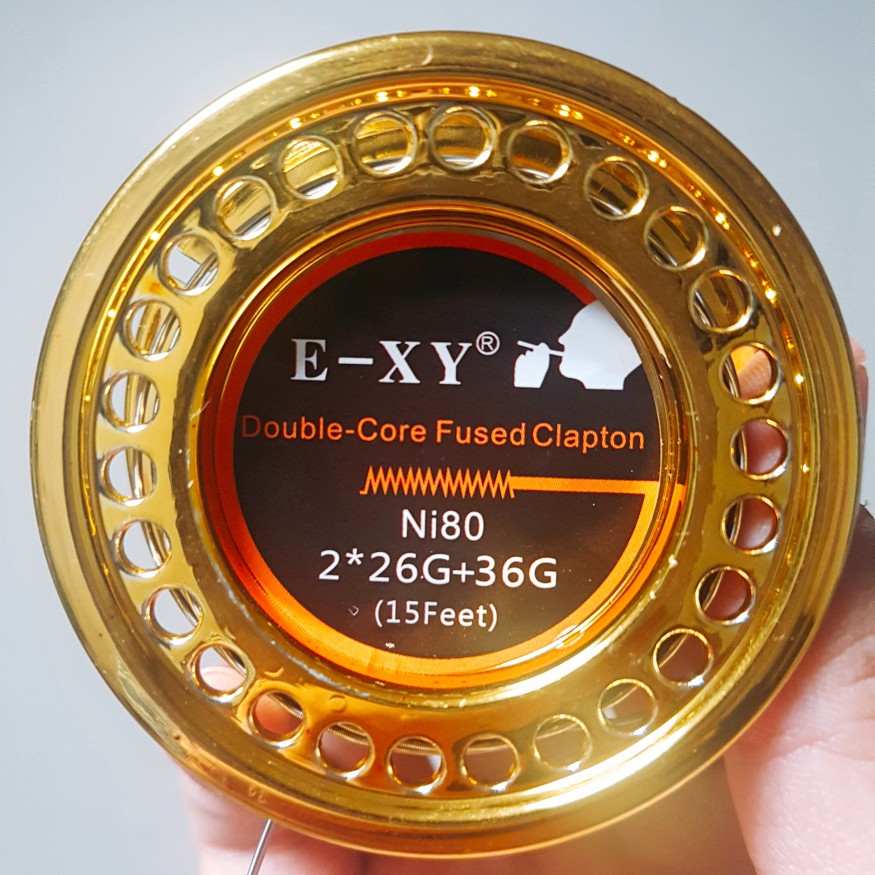 E-XY®
Double-Core Fused Clapton
Ni80
2*26G+36G
(15Feet)